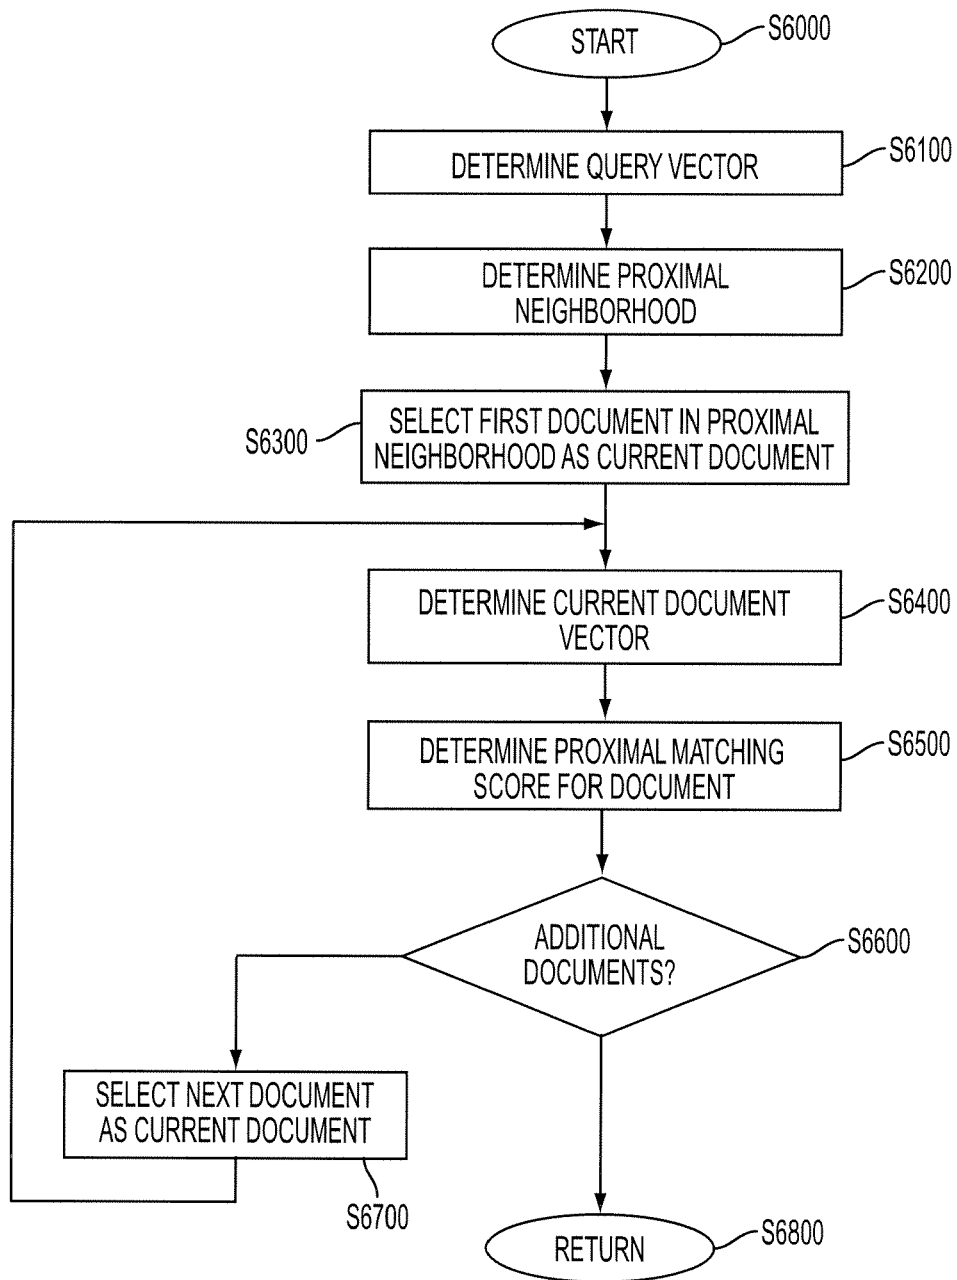 START
S6000
DETERMINE QUERY VECTOR
S6100
DETERMINE PROXIMAL
NEIGHBORHOOD
S6200
SELECT FIRST DOCUMENT IN PROXIMAL
NEIGHBORHOOD AS CURRENT DOCUMENT
S6300
DETERMINE CURRENT DOCUMENT
VECTOR
S6400
DETERMINE PROXIMAL MATCHING
SCORE FOR DOCUMENT
S6500
ADDITIONAL
DOCUMENTS?
S6600
SELECT NEXT DOCUMENT
AS CURRENT DOCUMENT
S6700
RETURN
S6800